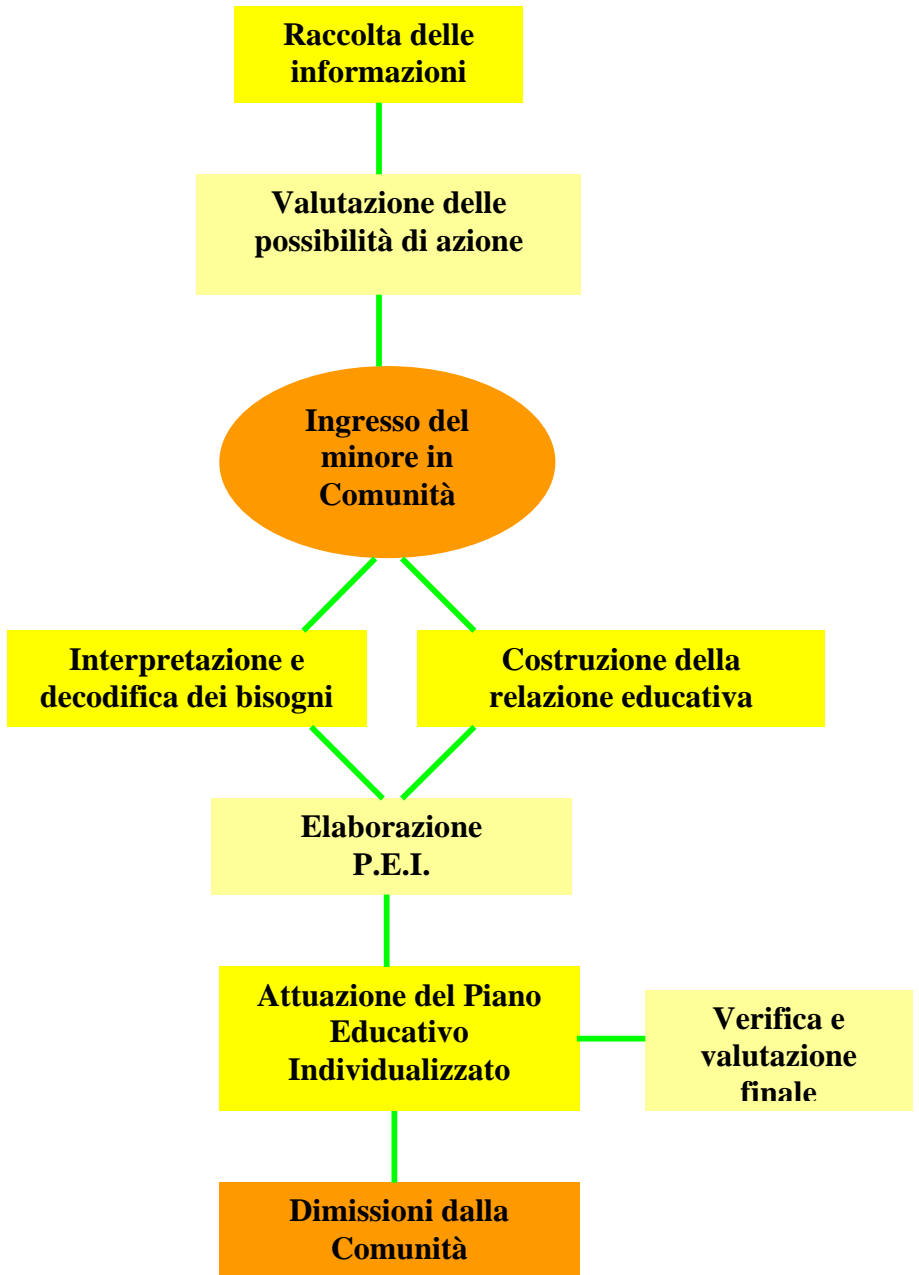 Raccolta delle
informazioni
Valutazione delle
possibilità di azione
Ingresso del
minore in
Comunità
Interpretazione e
decodifica dei bisogni
Costruzione della
relazione educativa
Elaborazione
P.E.I.
Attuazione del Piano
Educativo
Individualizzato
Verifica e
valutazione
finale
Dimissioni dalla
Comunità